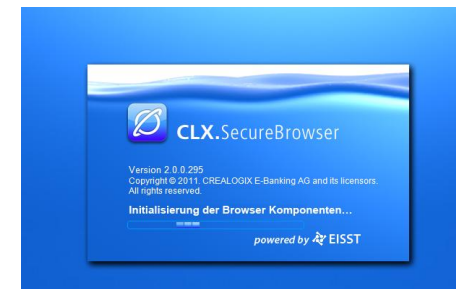 CLX.SecureBrowser
Version 2.0.0.295
Copyright © 2011. CREALOGIX E-Banking AG and its licensors.
All rights reserved.
Initialisierung der Browser Komponenten...
powered by EISST